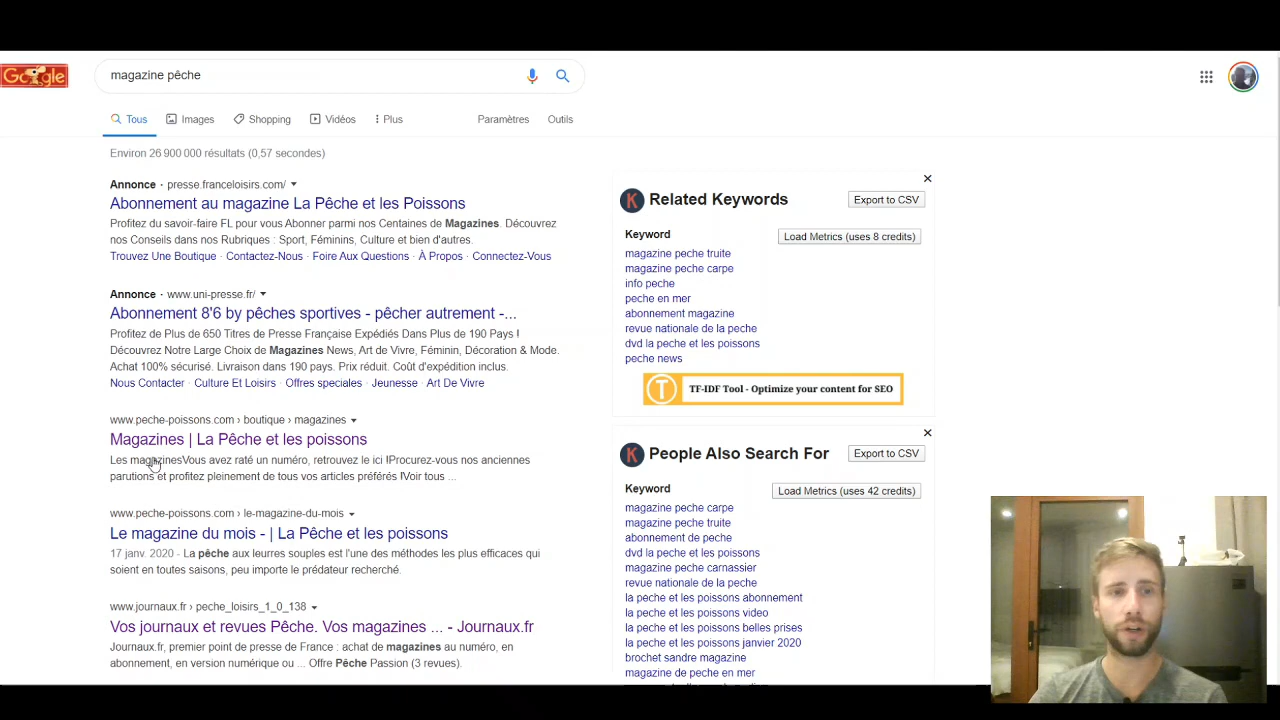 Google
magazine pêche
Tous
Images
Shopping
Vidéos
Plus
Paramètres
Outils
Environ 26 900 000 résultats (0,57 secondes)
Annonce · presse.franceloisirs.com/
Abonnement au magazine La Pêche et les Poissons
Profitez du savoir-faire FL pour vous Abonner parmi nos Centaines de Magazines. Découvrez
nos Conseils dans nos Rubriques : Sport, Féminins, Culture et bien d'autres.
Trouvez Une Boutique · Contactez-Nous · Foire Aux Questions · À Propos · Connectez-Vous
Annonce · www.uni-presse.fr/
Abonnement 8'6 by pêches sportives - pêcher autrement -...
Profitez de Plus de 650 Titres de Presse Française Expédiés Dans Plus de 190 Pays !
Découvrez Notre Large Choix de Magazines News, Art de Vivre, Féminin, Décoration & Mode.
Achat 100% sécurisé. Livraison dans 190 pays. Prix réduit. Coût d'expédition inclus.
Nous Contacter · Culture Et Loisirs · Offres speciales · Jeunesse · Art De Vivre
www.peche-poissons.com › boutique › magazines
Magazines | La Pêche et les poissons
Les magazinesVous avez raté un numéro, retrouvez le ici !Procurez-vous nos anciennes
parutions et profitez pleinement de tous vos articles préférés !Voir tous ...
www.peche-poissons.com › le-magazine-du-mois
Le magazine du mois - | La Pêche et les poissons
17 janv. 2020 - La pêche aux leurres souples est l'une des méthodes les plus efficaces qui
soient en toutes saisons, peu importe le prédateur recherché.
www.journaux.fr › peche_loisirs_1_0_138
Vos journaux et revues Pêche. Vos magazines ... - Journaux.fr
Journaux.fr, premier point de presse de France : achat de magazines au numéro, en
abonnement, en version numérique ou ... Offre Pêche Passion (3 revues).
K Related Keywords
Export to CSV
Keyword
Load Metrics (uses 8 credits)
magazine peche truite
magazine peche carpe
info peche
peche en mer
abonnement magazine
revue nationale de la peche
dvd la peche et les poissons
peche news
T TF-IDF Tool - Optimize your content for SEO
K People Also Search For
Export to CSV
Keyword
Load Metrics (uses 42 credits)
magazine peche carpe
magazine peche truite
abonnement de peche
dvd la peche et les poissons
magazine peche carnassier
revue nationale de la peche
la peche et les poissons abonnement
la peche et les poissons video
la peche et les poissons belles prises
la peche et les poissons janvier 2020
brochet sandre magazine
magazine de peche en mer